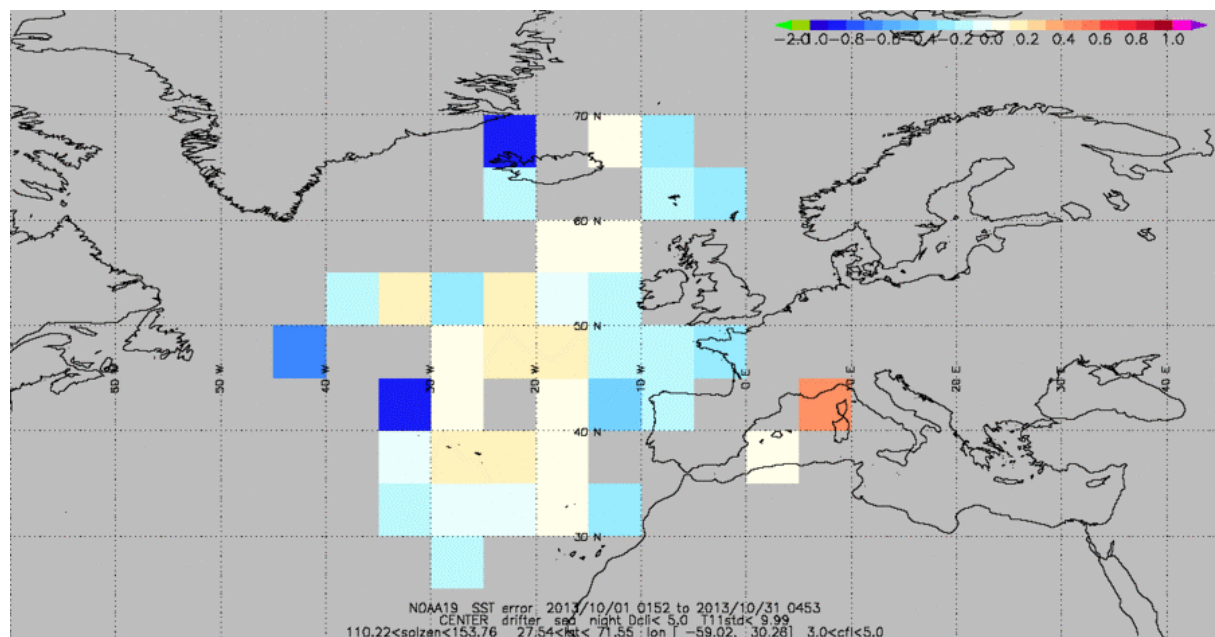 -2.0 -1.0 -0.8 -0.6 -0.4 -0.2 0.0 0.2 0.4 0.6 0.8 1.0
70 N
60 N
50 N
60 W 50 W 40 W 30 W 20 W 10 W 0 E 10 E 20 E 30 E 40 E
40 N
30 N
NOAA19 SST error 2013/10/01 0152 to 2013/10/31 0453
CENTER drifter sea night Dcli< 5.0 T11std< 9.99
110.22<solzen<153.76 27.54<lat< 71.55 lon [ -59.02, 30.28] 3.0<cfl<5.0